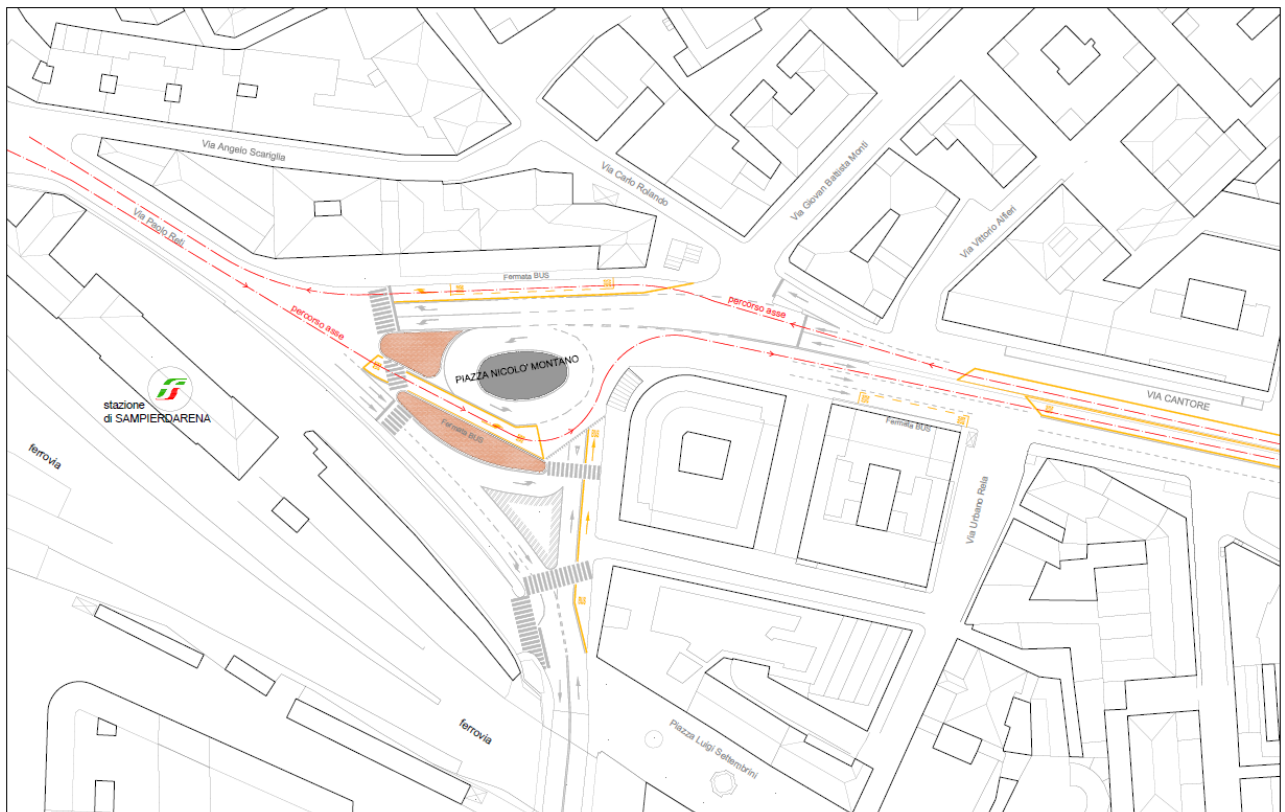 Via Angelo Scariglia
Via Carlo Rolando
Via Giovan Battista Monti
Via Vittorio Alfieri
Via Paolo Reti
Fermata BUS
percorso asse
percorso asse
PIAZZA NICOLO' MONTANO
VIA CANTORE
stazione
di SAMPIERDARENA
Fermata BUS
Fermata BUS
ferrovia
Via Urbano Rela
ferrovia
Piazza Luigi Settembrini